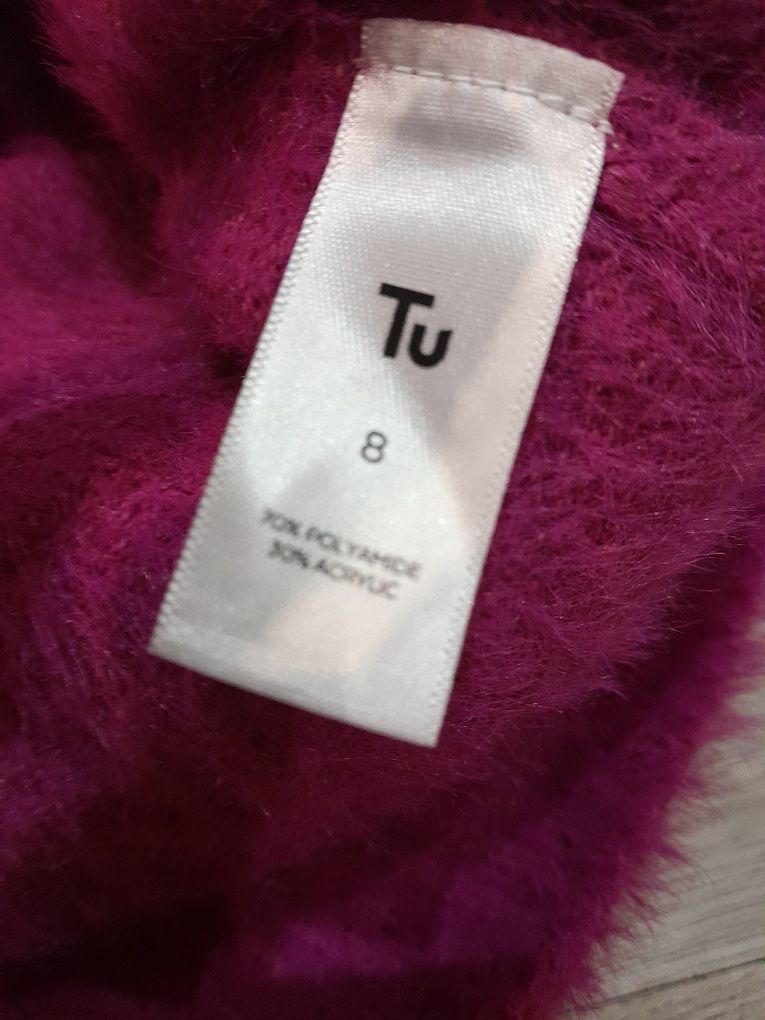 Tu
8
70% POLYAMIDE
30% ACRYLIC